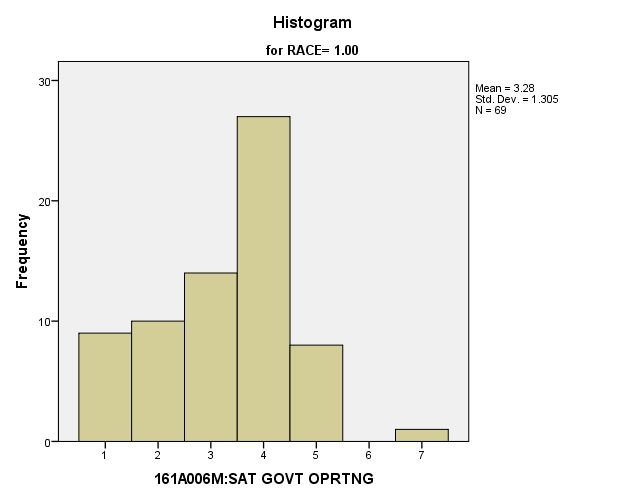 Histogram
for RACE= 1.00
Mean = 3.28
Std. Dev. = 1.305
N = 69
Frequency
30
20
10
0
1 2 3 4 5 6 7
161A006M:SAT GOVT OPRTNG